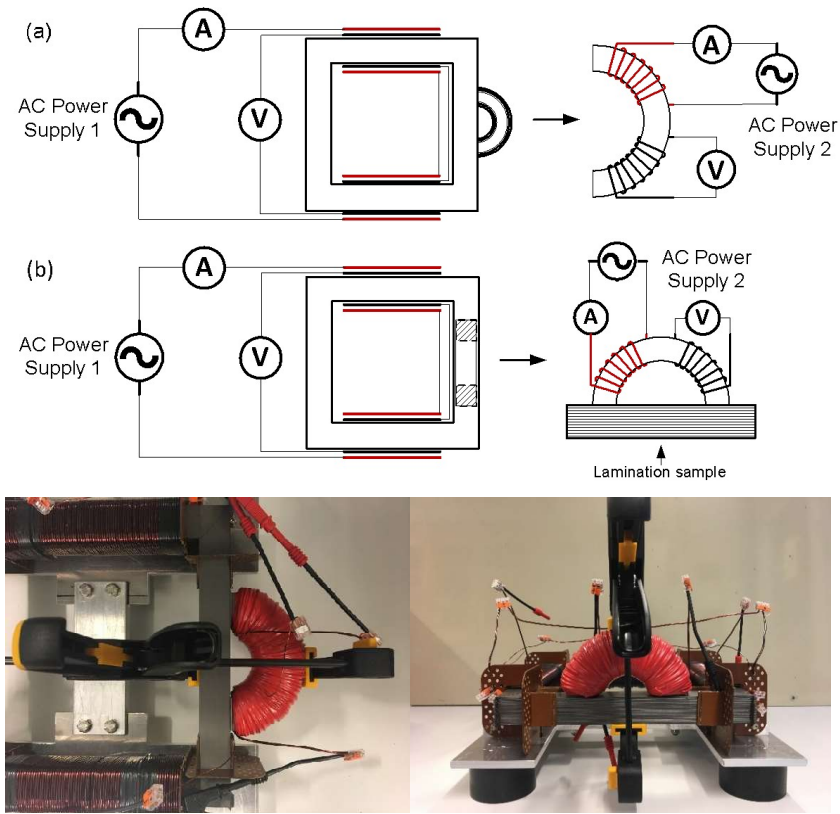 (a)
A
AC Power
Supply 1
V
A
AC Power
Supply 2
V
(b)
A
AC Power
Supply 1
V
AC Power
Supply 2
A
V
Lamination sample